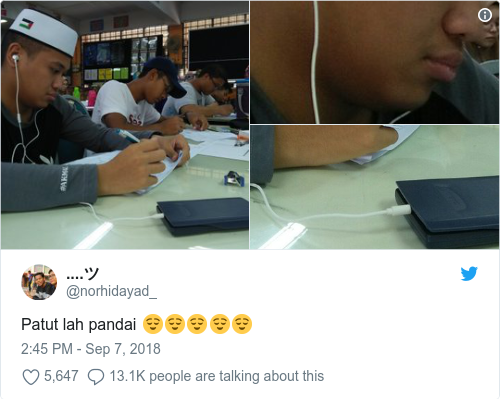 ....ツ
@norhidayad_
Patut lah pandai 😌😌😌😌😌
2:45 PM - Sep 7, 2018
5,647 13.1K people are talking about this